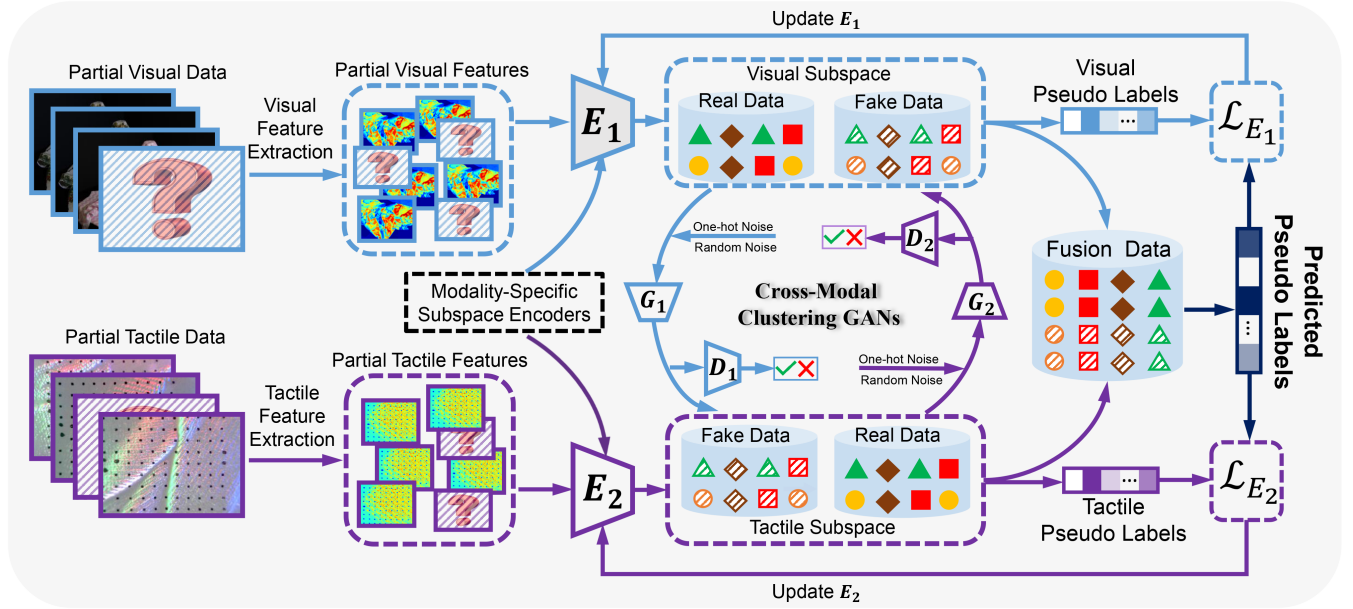 Update E₁
Partial Visual Data
Visual
Feature
Extraction
Partial Visual Features
E₁
Visual Subspace
Real Data
Fake Data
Visual
Pseudo Labels
...
ℒ_E₁
One-hot Noise
Random Noise
G₁
D₁
D₂
G₂
Cross-Modal
Clustering GANs
One-hot Noise
Random Noise
Fusion Data
...
Predicted
Pseudo Labels
Modality-Specific
Subspace Encoders
Partial Tactile Data
Tactile
Feature
Extraction
Partial Tactile Features
E₂
Fake Data
Real Data
Tactile Subspace
...
Tactile
Pseudo Labels
ℒ_E₂
Update E₂